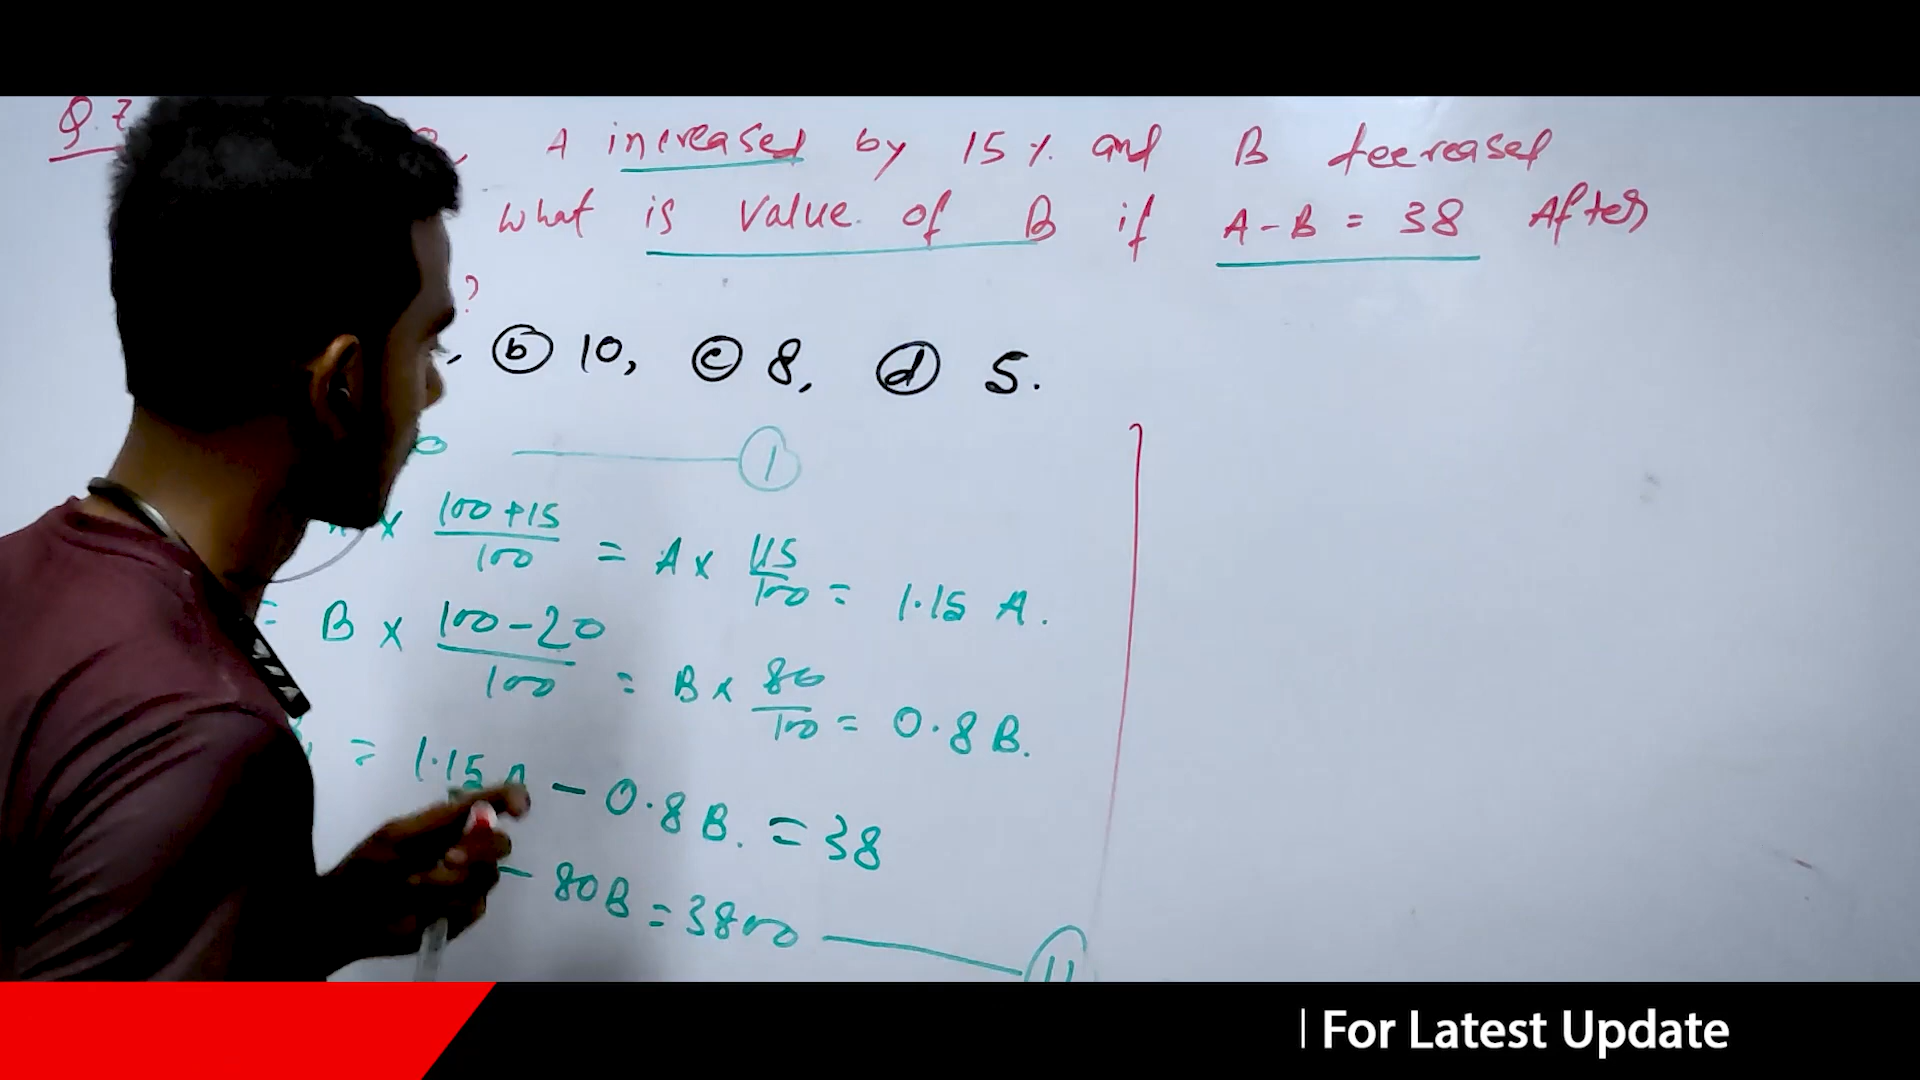 Q.7
A increased by 15% and B decreased
what is value of B if A-B = 38 After
?
, ⓑ 10, ⓒ 8, ⓓ 5.
0 ——— ①
× 100+15/100 = A × 115/100 = 1.15 A.
= B × 100-20/100 = B × 80/100 = 0.8 B.
= 1.15 A - 0.8 B. = 38
- 80B = 3800 ——— II
| For Latest Update